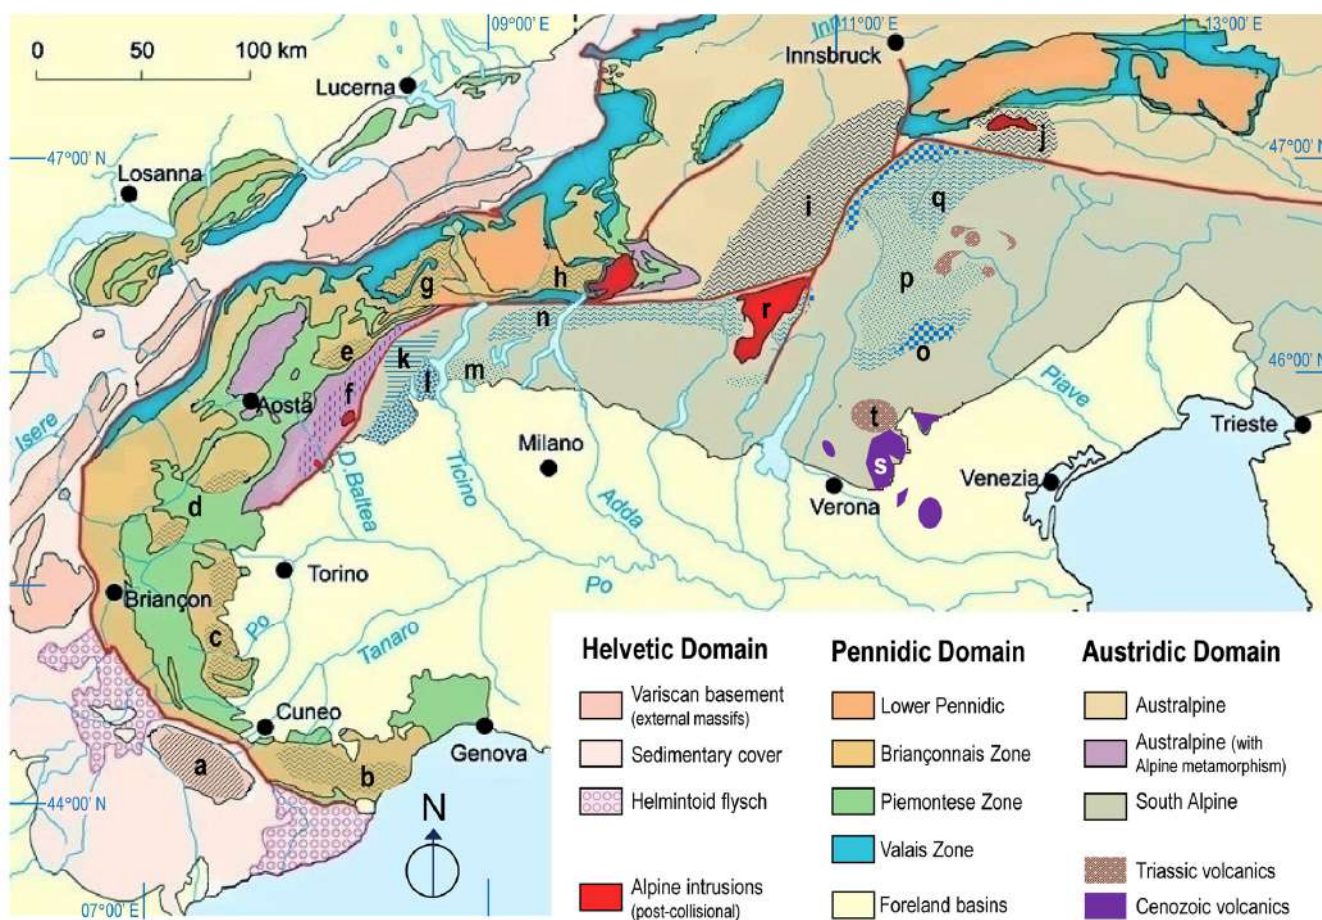 09°00' E
11°00' E
13°00' E
0 50 100 km
Inn
Innsbruck
Lucerna
47°00' N
47°00' N
Losanna
j
i
q
g
h
p
r
n
e
o
k
46°00' N
f
l
m
Aosta
Isere
Piave
t
Trieste
Milano
s
Venezia
D.Baltea
Ticino
Verona
d
Adda
Torino
Po
Briançon
c
Po
Tanaro
Cuneo
Genova
a
b
44°00' N
N
07°00' E
Helvetic Domain
Variscan basement
(external massifs)
Sedimentary cover
Helmintoid flysch
Alpine intrusions
(post-collisional)
Pennidic Domain
Lower Pennidic
Briançonnais Zone
Piemontese Zone
Valais Zone
Foreland basins
Austridic Domain
Australpine
Australpine (with
Alpine metamorphism)
South Alpine
Triassic volcanics
Cenozoic volcanics